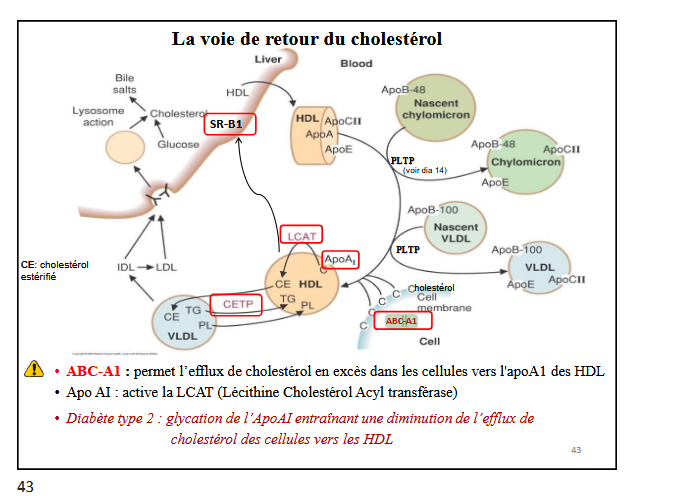 La voie de retour du cholestérol
Liver
Blood
Bile
salts
HDL
ApoB-48
Nascent
chylomicron
Lysosome
action
Cholesterol
SR-B1
Glucose
HDL
ApoCII
ApoA
ApoE
ApoB-48
ApoCII
Chylomicron
ApoE
PLTP
(voir dia 14)
ApoB-100
Nascent
VLDL
LCAT
PLTP
ApoB-100
VLDL
ApoE
ApoCII
CE: cholestérol
estérifié
IDL
LDL
ApoA1
C
CE
HDL
TG
PL
C
Cholestérol
Cell
membrane
C
C
C
ABC-A1
Cell
CETP
TG
CE
PL
VLDL
• ABC-A1 : permet l’efflux de cholestérol en excès dans les cellules vers l'apoA1 des HDL
• Apo AI : active la LCAT (Lécithine Cholestérol Acyl transférase)
• Diabète type 2 : glycation de l’ApoAI entraînant une diminution de l’efflux de
cholestérol des cellules vers les HDL
43
43